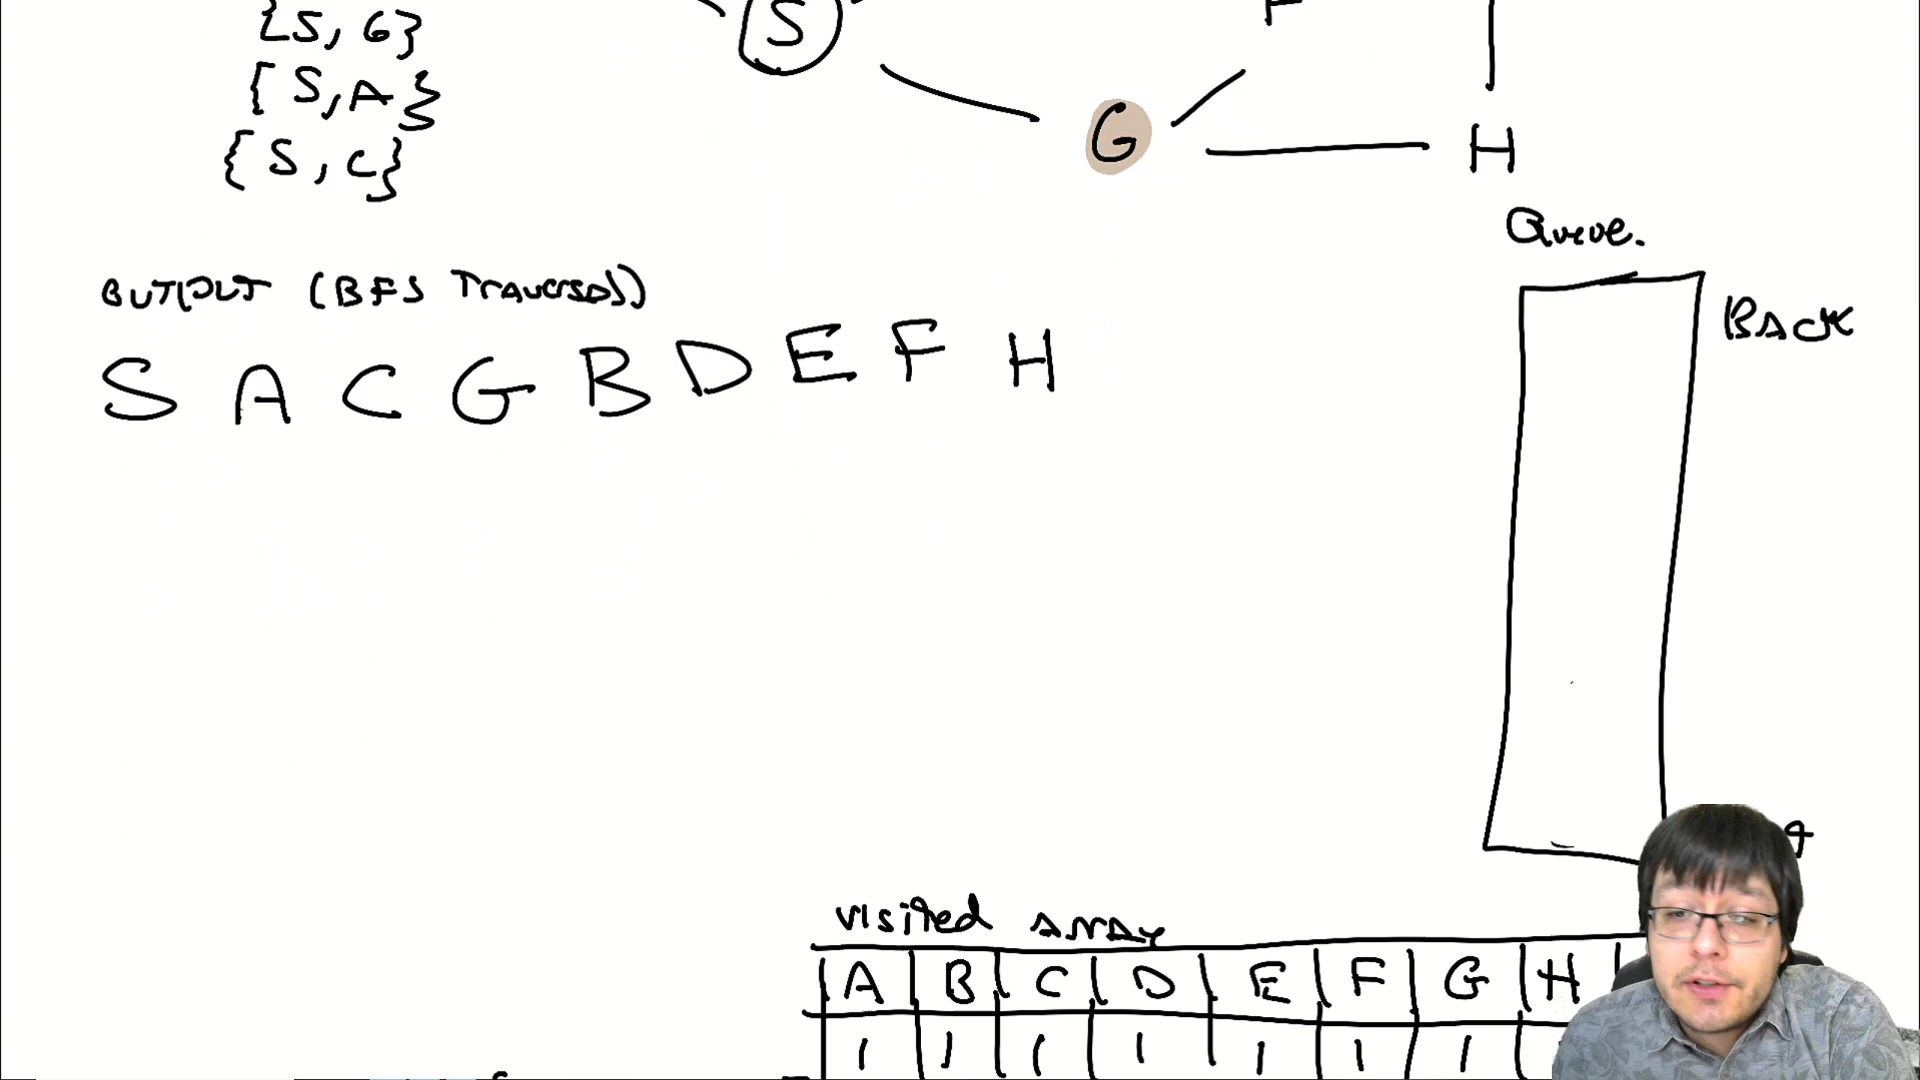 {S, G}
{S, A}
{S, C}
S
F
G
H
Queue.
Back
OUTPUT (BFS Traversal)
S A C G B D E F H
visited array
A B C D E F G H
1 1 1 1 1 1 1